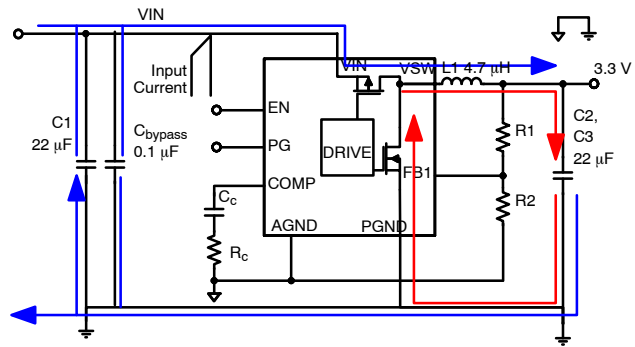 VIN
Input
Current
VIN
VSW
L1 4.7 μH
3.3 V
C1
22 μF
Cbypass
0.1 μF
EN
PG
COMP
DRIVE
FB1
R1
R2
C2,
C3
22 μF
Cc
Rc
AGND
PGND